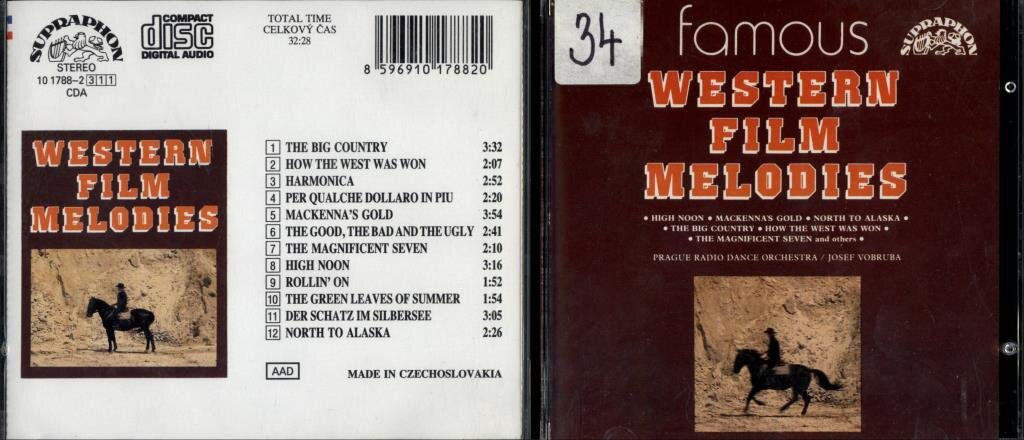 SUPRAPHON
STEREO
10 1788-2 311
CDA
COMPACT
disc
DIGITAL AUDIO
TOTAL TIME
CELKOVÝ ČAS
32:28
8 596910 178820
WESTERN
FILM
MELODIES
1 THE BIG COUNTRY 3:32
2 HOW THE WEST WAS WON 2:07
3 HARMONICA 2:52
4 PER QUALCHE DOLLARO IN PIU 2:20
5 MACKENNA'S GOLD 3:54
6 THE GOOD, THE BAD AND THE UGLY 2:41
7 THE MAGNIFICENT SEVEN 2:10
8 HIGH NOON 3:16
9 ROLLIN' ON 1:52
10 THE GREEN LEAVES OF SUMMER 1:54
11 DER SCHATZ IM SILBERSEE 3:05
12 NORTH TO ALASKA 2:26
AAD
MADE IN CZECHOSLOVAKIA
34
famous
SUPRAPHON
WESTERN
FILM
MELODIES
• HIGH NOON • MACKENNA'S GOLD • NORTH TO ALASKA •
• THE BIG COUNTRY • HOW THE WEST WAS WON •
• THE MAGNIFICENT SEVEN and others •
PRAGUE RADIO DANCE ORCHESTRA / JOSEF VOBRUBA